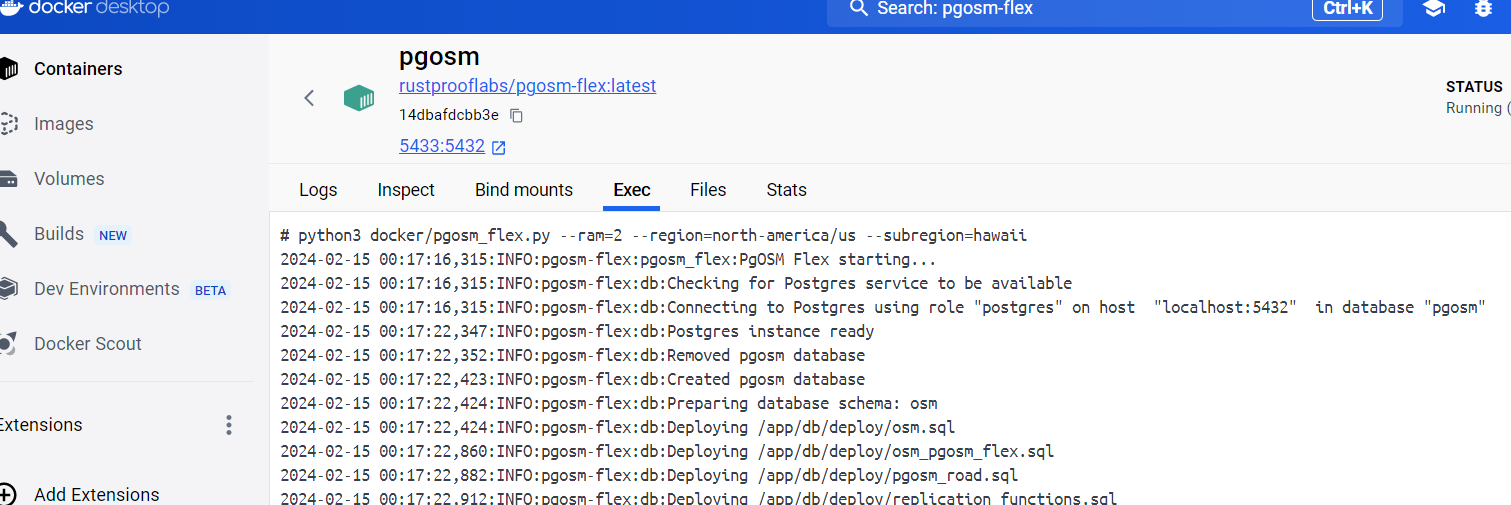 docker desktop
Search: pgosm-flex
Ctrl+K
Containers
Images
Volumes
Builds NEW
Dev Environments BETA
Docker Scout
Extensions
Add Extensions
pgosm
rustprooflabs/pgosm-flex:latest
14dbafdcbb3e
5433:5432
STATUS
Running (
Logs Inspect Bind mounts Exec Files Stats
# python3 docker/pgosm_flex.py --ram=2 --region=north-america/us --subregion=hawaii
2024-02-15 00:17:16,315:INFO:pgosm-flex:pgosm_flex:PgOSM Flex starting...
2024-02-15 00:17:16,315:INFO:pgosm-flex:db:Checking for Postgres service to be available
2024-02-15 00:17:16,315:INFO:pgosm-flex:db:Connecting to Postgres using role "postgres" on host  "localhost:5432"  in database "pgosm"
2024-02-15 00:17:22,347:INFO:pgosm-flex:db:Postgres instance ready
2024-02-15 00:17:22,352:INFO:pgosm-flex:db:Removed pgosm database
2024-02-15 00:17:22,423:INFO:pgosm-flex:db:Created pgosm database
2024-02-15 00:17:22,424:INFO:pgosm-flex:db:Preparing database schema: osm
2024-02-15 00:17:22,424:INFO:pgosm-flex:db:Deploying /app/db/deploy/osm.sql
2024-02-15 00:17:22,860:INFO:pgosm-flex:db:Deploying /app/db/deploy/osm_pgosm_flex.sql
2024-02-15 00:17:22,882:INFO:pgosm-flex:db:Deploying /app/db/deploy/pgosm_road.sql
2024-02-15 00:17:22,912:INFO:pgosm-flex:db:Deploying /app/db/deploy/replication_functions.sql